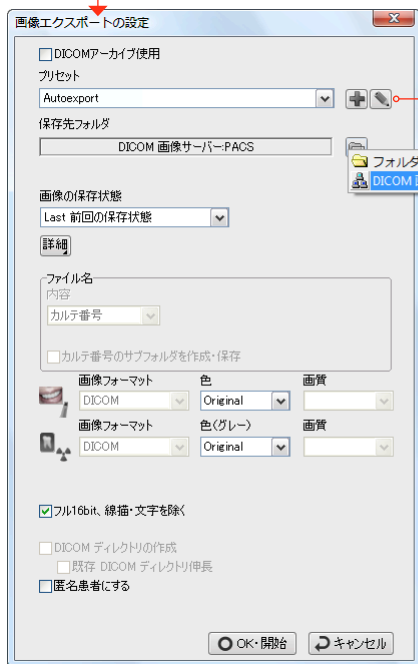 画像エクスポートの設定
DICOMアーカイブ使用
プリセット
Autoexport
保存先フォルダ
DICOM 画像サーバー:PACS
フォルダ
DICOM
画像の保存状態
Last 前回の保存状態
詳細
ファイル名
内容
カルテ番号
カルテ番号のサブフォルダを作成・保存
画像フォーマット 色 画質
DICOM Original
画像フォーマット 色(グレー) 画質
DICOM Original
フル16bit、線描・文字を除く
DICOM ディレクトリの作成
既存 DICOM ディレクトリ伸長
匿名患者にする
OK・開始 キャンセル